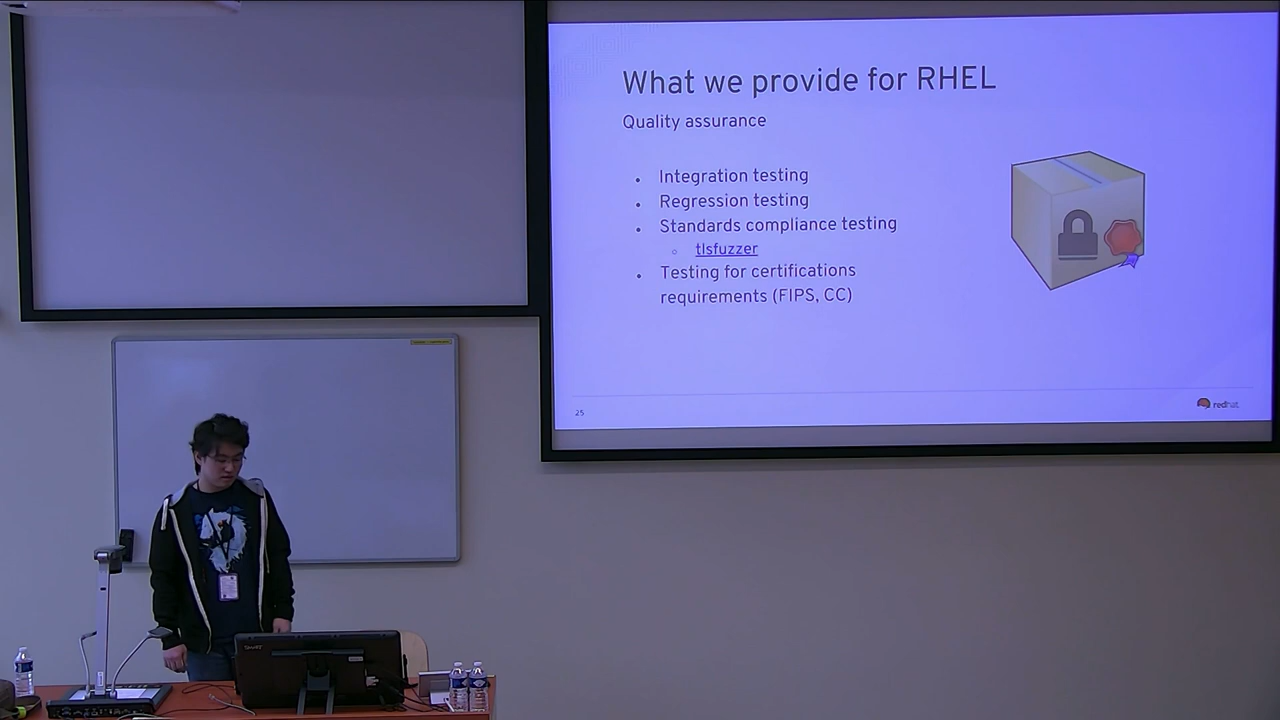 What we provide for RHEL
Quality assurance
Integration testing
Regression testing
Standards compliance testing
tlsfuzzer
Testing for certifications
requirements (FIPS, CC)
25
redhat